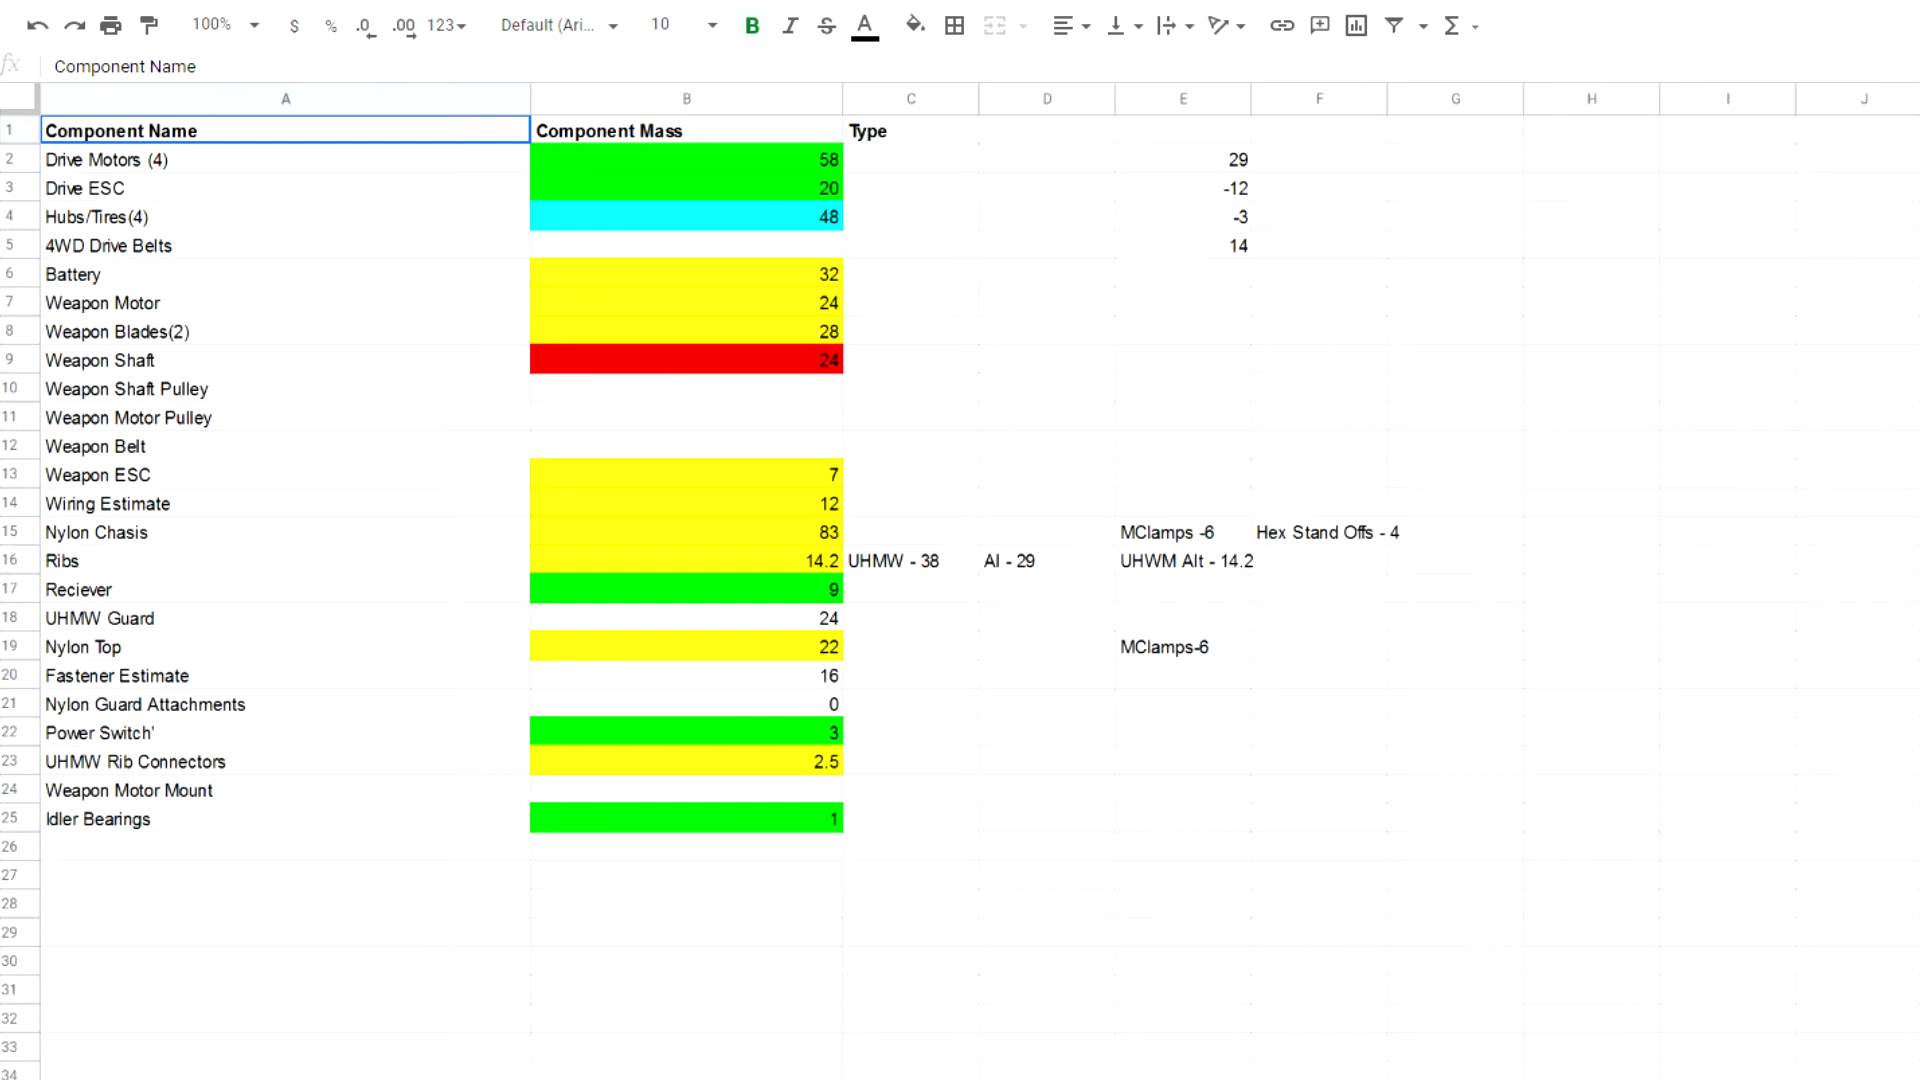 100% $ % .0 .00 123 Default (Ari... 10 B I S A
fx Component Name
A B C D E F G H I J
1 Component Name Component Mass Type
2 Drive Motors (4) 58 29
3 Drive ESC 20 -12
4 Hubs/Tires(4) 48 -3
5 4WD Drive Belts 14
6 Battery 32
7 Weapon Motor 24
8 Weapon Blades(2) 28
9 Weapon Shaft 24
10 Weapon Shaft Pulley
11 Weapon Motor Pulley
12 Weapon Belt
13 Weapon ESC 7
14 Wiring Estimate 12
15 Nylon Chasis 83 MClamps -6 Hex Stand Offs - 4
16 Ribs 14.2 UHMW - 38 Al - 29 UHWM Alt - 14.2
17 Reciever 9
18 UHMW Guard 24
19 Nylon Top 22 MClamps-6
20 Fastener Estimate 16
21 Nylon Guard Attachments 0
22 Power Switch' 3
23 UHMW Rib Connectors 2.5
24 Weapon Motor Mount
25 Idler Bearings 1
26
27
28
29
30
31
32
33
34